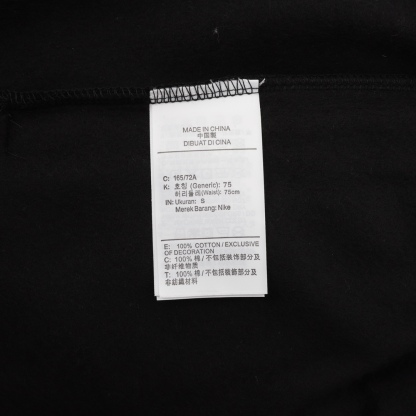 MADE IN CHINA
中国製
DIBUAT DI CINA
C: 165/72A
K: 호칭 (Generic): 75
허리둘레(Waist): 75cm
IN: Ukuran: S
Merek Barang: Nike
E: 100% COTTON / EXCLUSIVE
OF DECORATION
C: 100% 棉/不包括装饰部分及
非纤维物质
T: 100% 棉/不包括裝飾部分及
非紡織材料